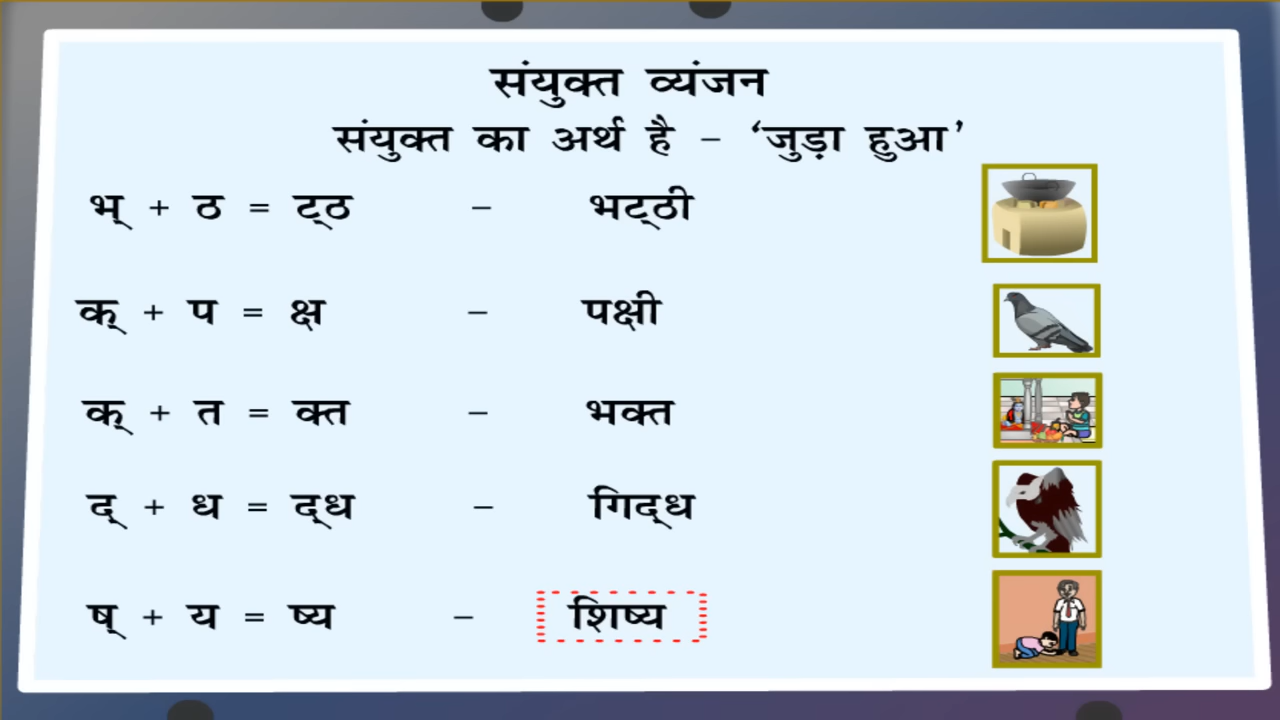 संयुक्त व्यंजन
संयुक्त का अर्थ है - ‘जुड़ा हुआ’
भ् + ठ = ट्ठ - भट्ठी
क् + प = क्ष - पक्षी
क् + त = क्त - भक्त
द् + ध = द्ध - गिद्ध
ष् + य = ष्य - शिष्य